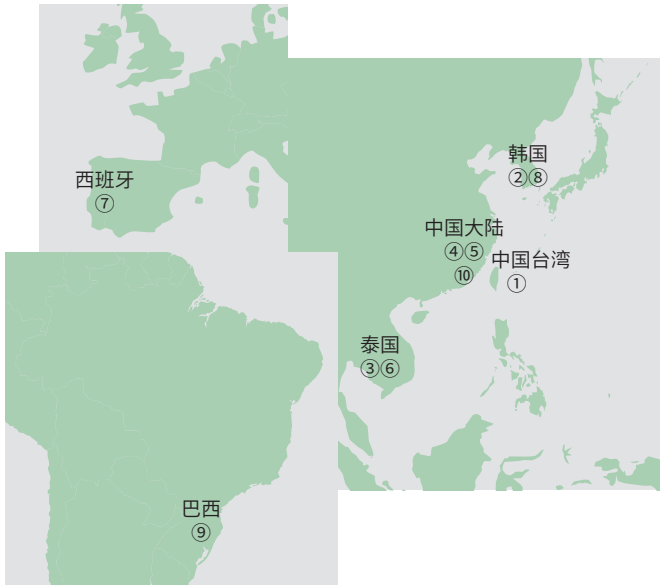 西班牙
⑦
韩国
②⑧
中国大陆
④⑤
⑩
中国台湾
①
泰国
③⑥
巴西
⑨